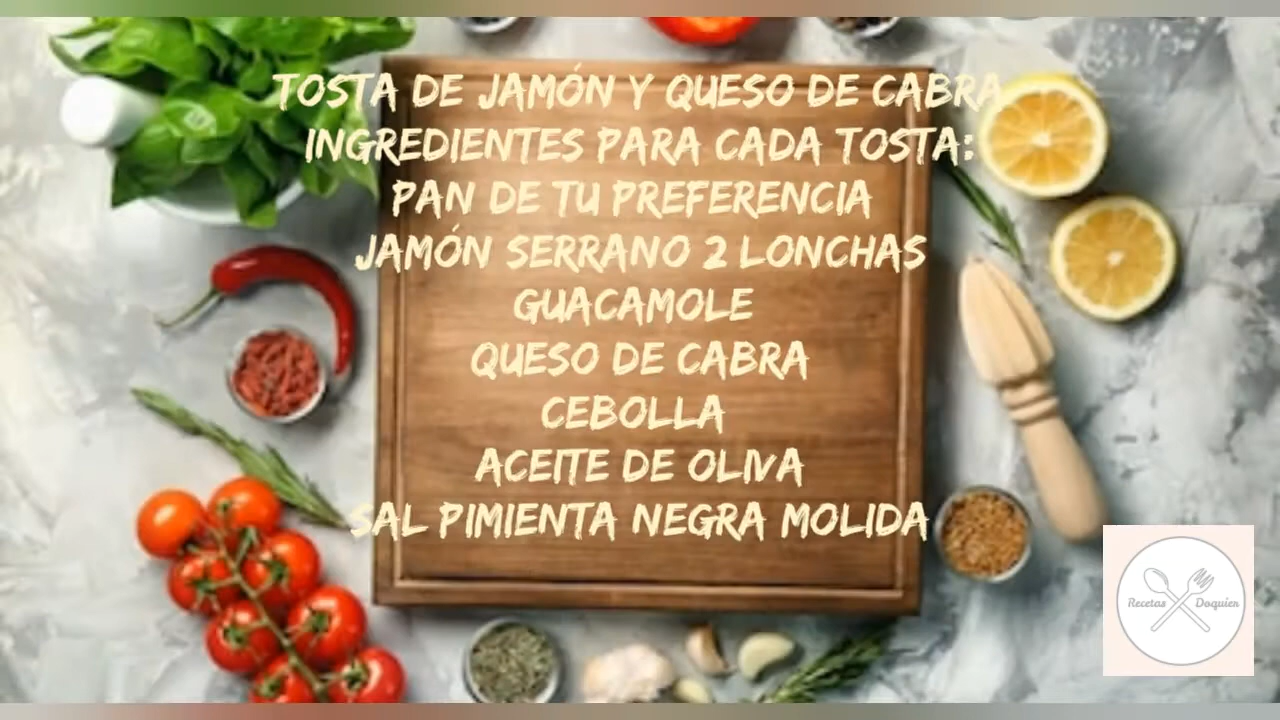 TOSTA DE JAMÓN Y QUESO DE CABRA
INGREDIENTES PARA CADA TOSTA:
PAN DE TU PREFERENCIA
JAMÓN SERRANO 2 LONCHAS
GUACAMOLE
QUESO DE CABRA
CEBOLLA
ACEITE DE OLIVA
SAL PIMIENTA NEGRA MOLIDA
Recetas Doquier